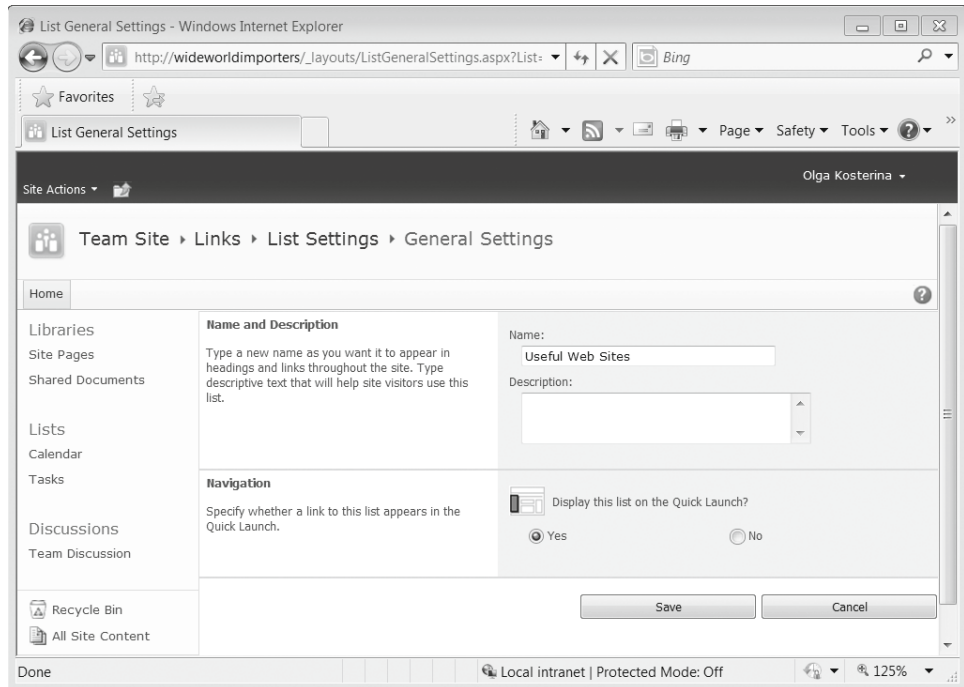 List General Settings - Windows Internet Explorer
http://wideworldimporters/_layouts/ListGeneralSettings.aspx?List=
Bing
Favorites
List General Settings
Page
Safety
Tools
Site Actions
Olga Kosterina
Team Site
Links
List Settings
General Settings
Home
Libraries
Site Pages
Shared Documents
Lists
Calendar
Tasks
Discussions
Team Discussion
Recycle Bin
All Site Content
Name and Description
Type a new name as you want it to appear in
headings and links throughout the site. Type
descriptive text that will help site visitors use this
list.
Name:
Useful Web Sites
Description:
Navigation
Specify whether a link to this list appears in the
Quick Launch.
Display this list on the Quick Launch?
Yes
No
Save
Cancel
Done
Local intranet | Protected Mode: Off
125%